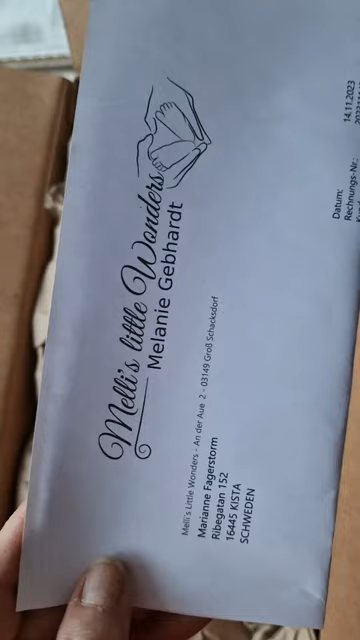 Melli's little Wonders
Melanie Gebhardt
Melli's Little Wonders - An der Aue 2 - 03149 Groß Schacksdorf
Marianne Fagerstorm
Ribegatan 152
16445 KISTA
SCHWEDEN
Datum:
14.11.2023
Rechnungs-Nr.: